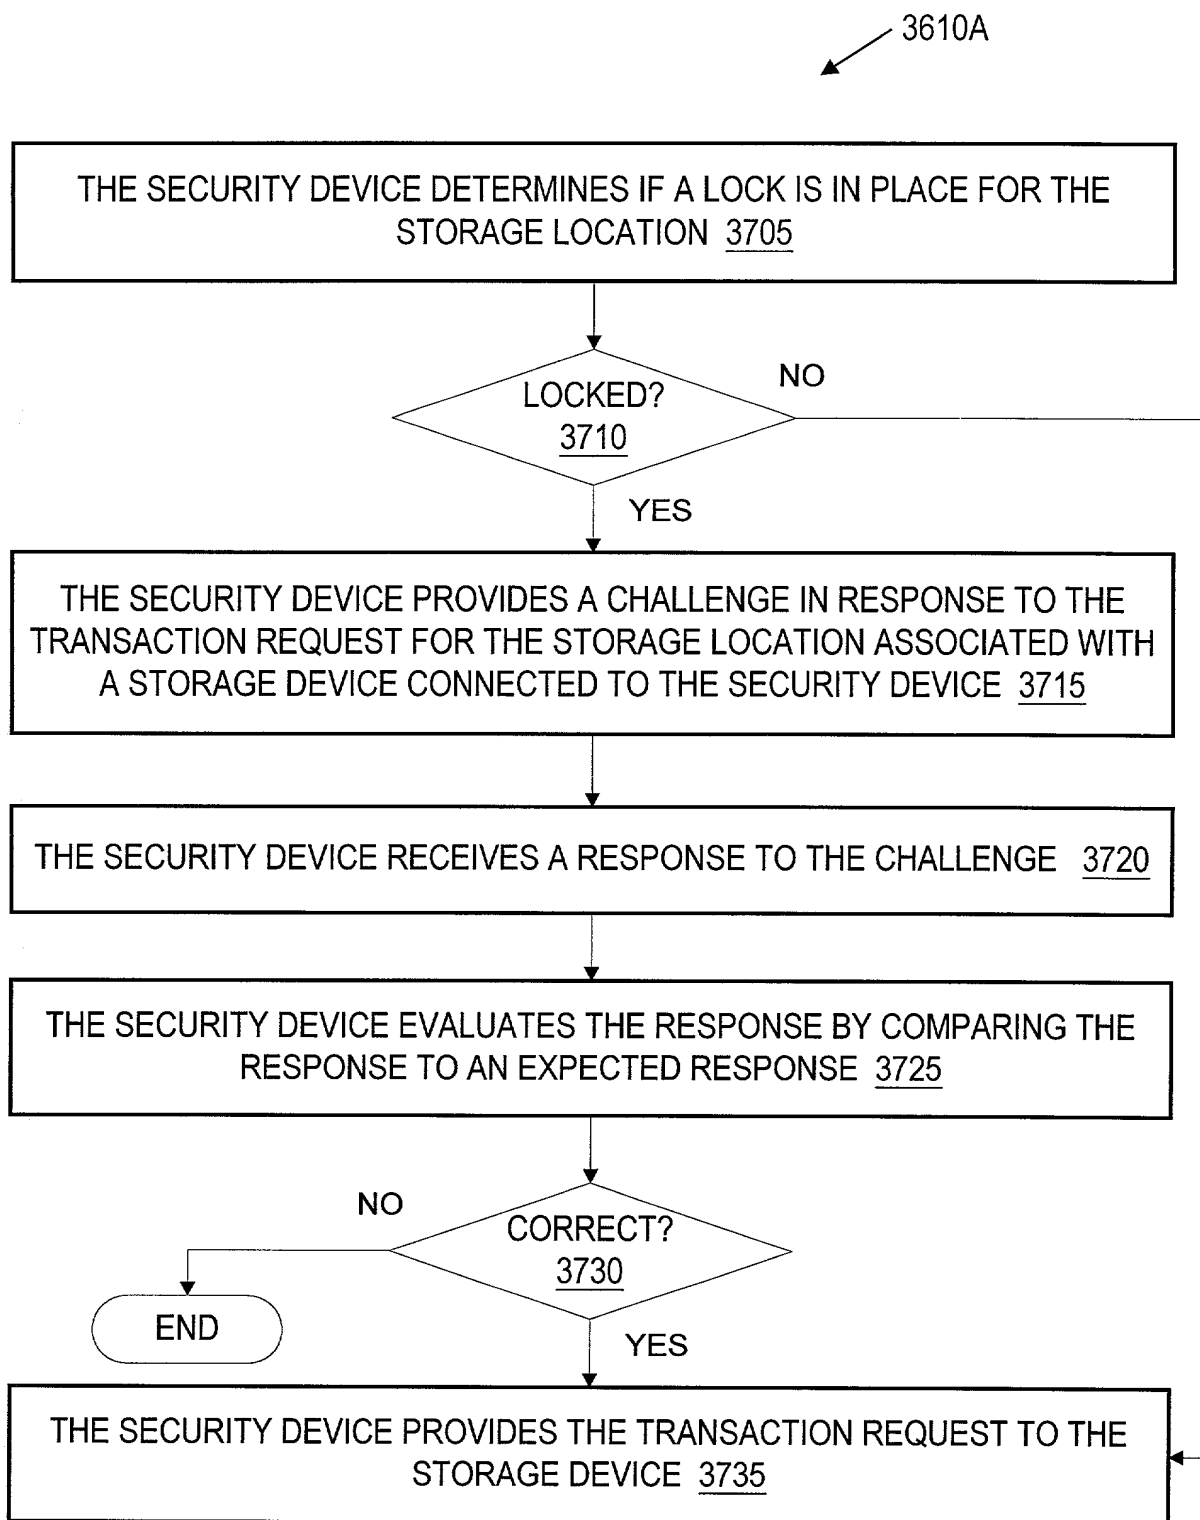 3610A
THE SECURITY DEVICE DETERMINES IF A LOCK IS IN PLACE FOR THE
STORAGE LOCATION 3705
LOCKED?
3710
NO
YES
THE SECURITY DEVICE PROVIDES A CHALLENGE IN RESPONSE TO THE
TRANSACTION REQUEST FOR THE STORAGE LOCATION ASSOCIATED WITH
A STORAGE DEVICE CONNECTED TO THE SECURITY DEVICE 3715
THE SECURITY DEVICE RECEIVES A RESPONSE TO THE CHALLENGE 3720
THE SECURITY DEVICE EVALUATES THE RESPONSE BY COMPARING THE
RESPONSE TO AN EXPECTED RESPONSE 3725
NO
CORRECT?
3730
END
YES
THE SECURITY DEVICE PROVIDES THE TRANSACTION REQUEST TO THE
STORAGE DEVICE 3735